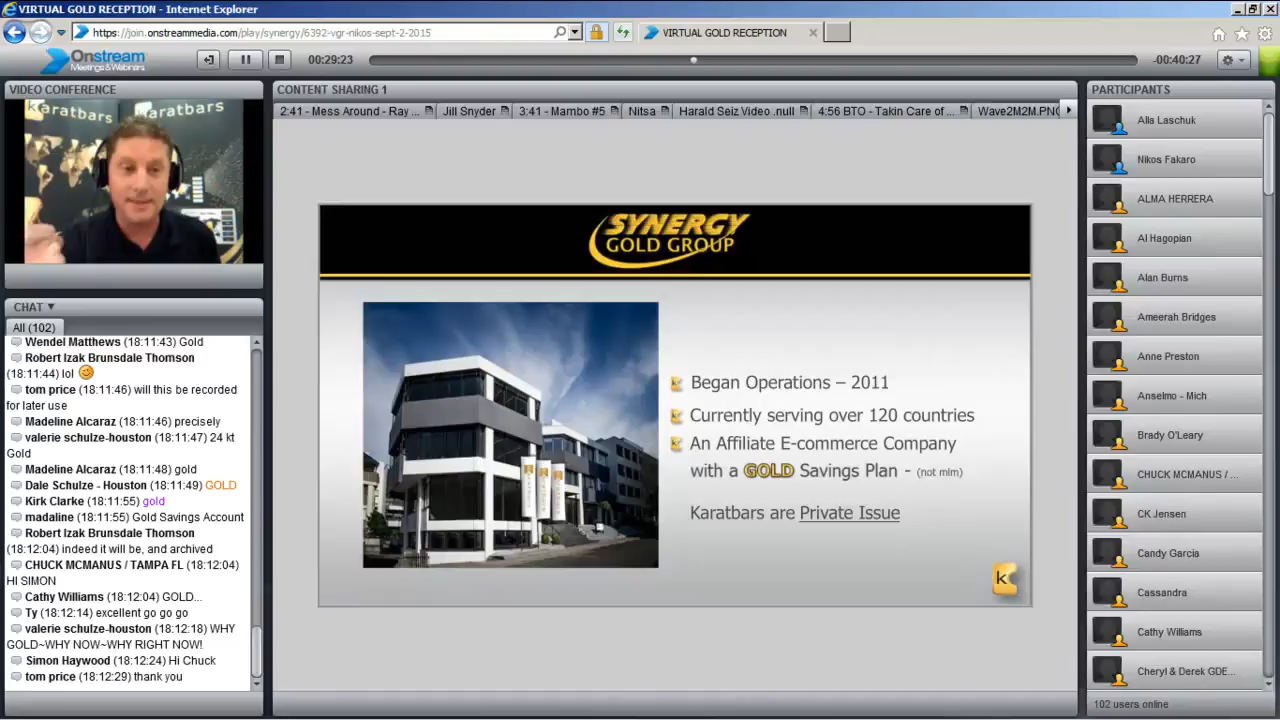 VIRTUAL GOLD RECEPTION - Internet Explorer
https://join.onstreammedia.com/play/synergy/6392-vgr-nikos-sept-2-2015
VIRTUAL GOLD RECEPTION
Onstream
Meetings & Webinars
00:29:23
-00:40:27
VIDEO CONFERENCE
karatbars
karatbars
CHAT
All (102)
Wendel Matthews (18:11:43) Gold
Robert Izak Brunsdale Thomson
(18:11:44) lol
tom price (18:11:46) will this be recorded
for later use
Madeline Alcaraz (18:11:46) precisely
valerie schulze-houston (18:11:47) 24 kt
Gold
Madeline Alcaraz (18:11:48) gold
Dale Schulze - Houston (18:11:49) GOLD
Kirk Clarke (18:11:55) gold
madaline (18:11:55) Gold Savings Account
Robert Izak Brunsdale Thomson
(18:12:04) indeed it will be, and archived
CHUCK MCMANUS / TAMPA FL (18:12:04)
HI SIMON
Cathy Williams (18:12:04) GOLD...
Ty (18:12:14) excellent go go go
valerie schulze-houston (18:12:18) WHY
GOLD~WHY NOW~WHY RIGHT NOW!
Simon Haywood (18:12:24) Hi Chuck
tom price (18:12:29) thank you
CONTENT SHARING 1
2:41 - Mess Around - Ray ...
Jill Snyder
3:41 - Mambo #5
Nitsa
Harald Seiz Video .null
4:56 BTO - Takin Care of ...
Wave2M2M.PNG
SYNERGY
GOLD GROUP
Began Operations – 2011
Currently serving over 120 countries
An Affiliate E-commerce Company
with a GOLD Savings Plan - (not mlm)
Karatbars are Private Issue
k
PARTICIPANTS
Alla Laschuk
Nikos Fakaro
ALMA HERRERA
Al Hagopian
Alan Burns
Ameerah Bridges
Anne Preston
Anselmo - Mich
Brady O'Leary
CHUCK MCMANUS / ...
CK Jensen
Candy Garcia
Cassandra
Cathy Williams
Cheryl & Derek GDE...
102 users online